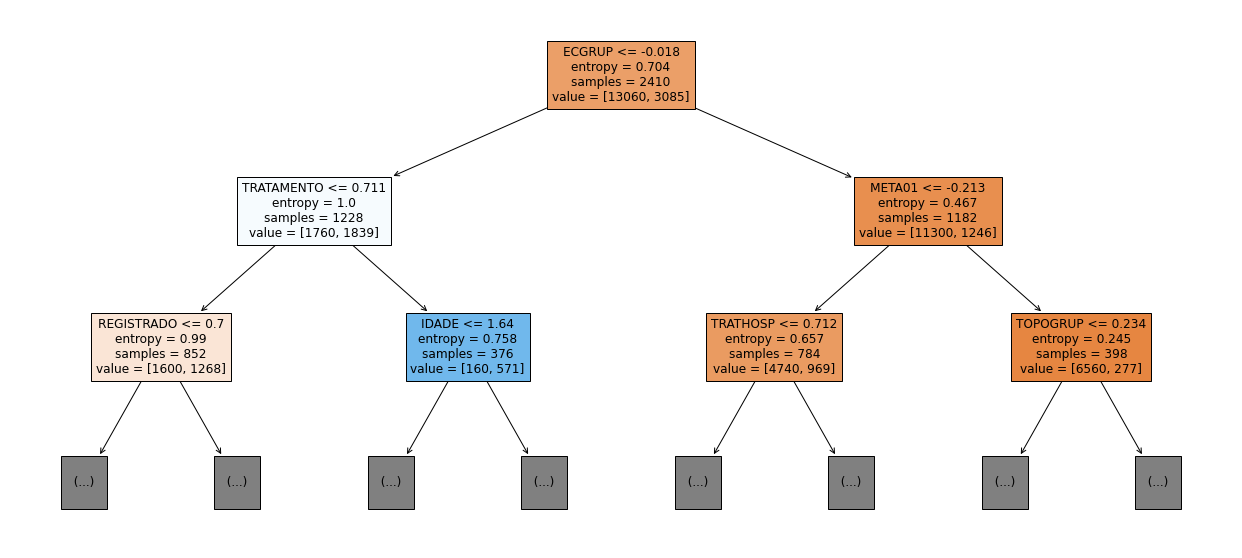 ECGRUP <= -0.018
entropy = 0.704
samples = 2410
value = [13060, 3085]
TRATAMENTO <= 0.711
entropy = 1.0
samples = 1228
value = [1760, 1839]
META01 <= -0.213
entropy = 0.467
samples = 1182
value = [11300, 1246]
REGISTRADO <= 0.7
entropy = 0.99
samples = 852
value = [1600, 1268]
IDADE <= 1.64
entropy = 0.758
samples = 376
value = [160, 571]
TRATHOSP <= 0.712
entropy = 0.657
samples = 784
value = [4740, 969]
TOPOGRUP <= 0.234
entropy = 0.245
samples = 398
value = [6560, 277]
(...)
(...)
(...)
(...)
(...)
(...)
(...)
(...)